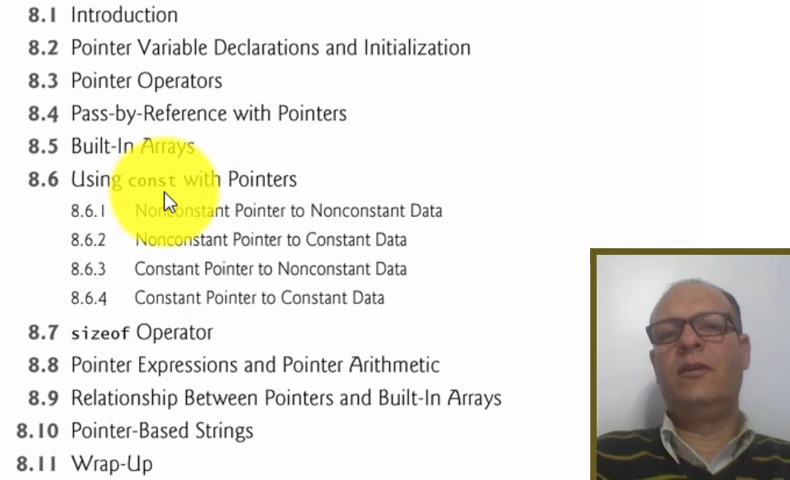 8.1 Introduction
8.2 Pointer Variable Declarations and Initialization
8.3 Pointer Operators
8.4 Pass-by-Reference with Pointers
8.5 Built-In Arrays
8.6 Using const with Pointers
8.6.1 Nonconstant Pointer to Nonconstant Data
8.6.2 Nonconstant Pointer to Constant Data
8.6.3 Constant Pointer to Nonconstant Data
8.6.4 Constant Pointer to Constant Data
8.7 sizeof Operator
8.8 Pointer Expressions and Pointer Arithmetic
8.9 Relationship Between Pointers and Built-In Arrays
8.10 Pointer-Based Strings
8.11 Wrap-Up